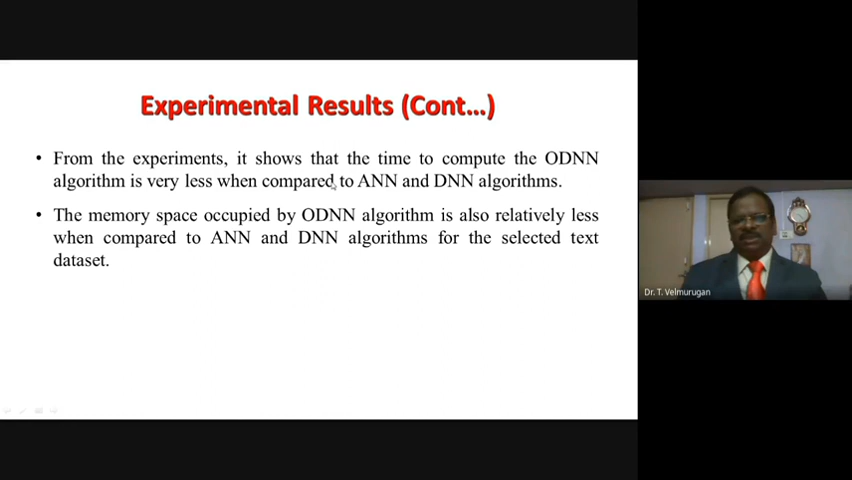 Experimental Results (Cont...)
• From the experiments, it shows that the time to compute the ODNN
algorithm is very less when compared to ANN and DNN algorithms.
• The memory space occupied by ODNN algorithm is also relatively less
when compared to ANN and DNN algorithms for the selected text
dataset.
Dr. T. Velmurugan